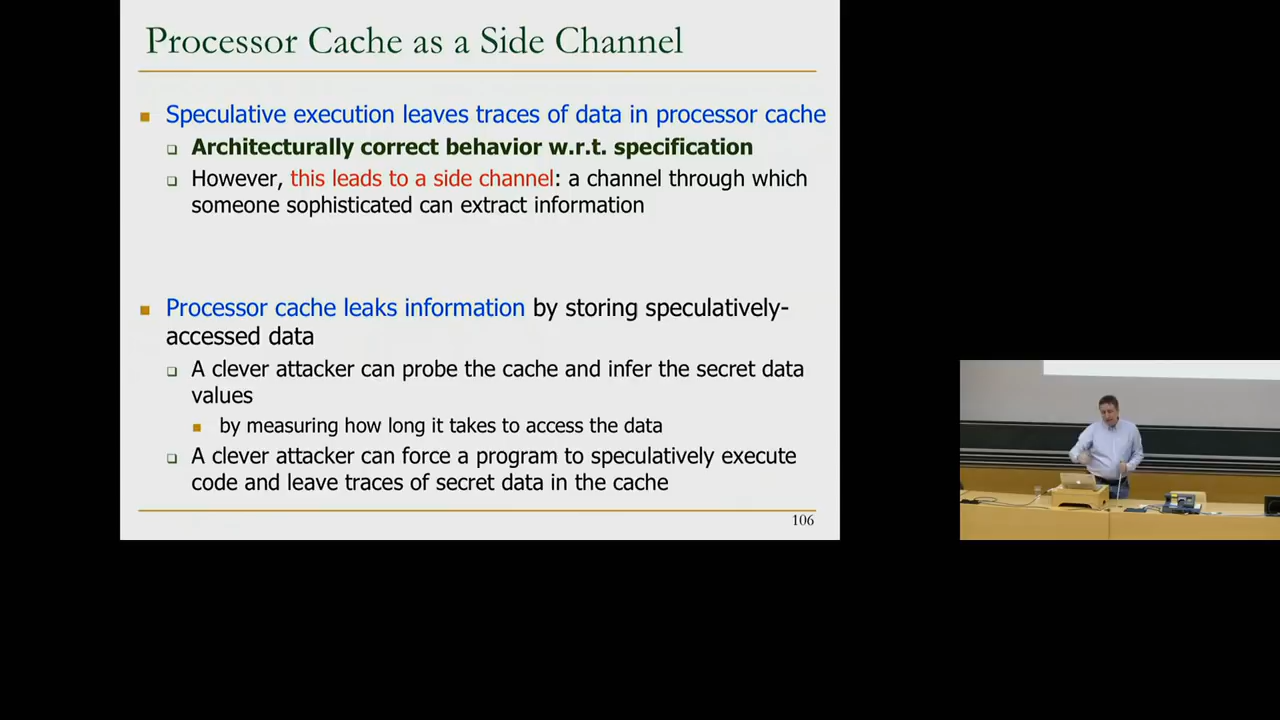 Processor Cache as a Side Channel
Speculative execution leaves traces of data in processor cache
Architecturally correct behavior w.r.t. specification
However, this leads to a side channel: a channel through which
someone sophisticated can extract information
Processor cache leaks information by storing speculatively-
accessed data
A clever attacker can probe the cache and infer the secret data
values
by measuring how long it takes to access the data
A clever attacker can force a program to speculatively execute
code and leave traces of secret data in the cache
106